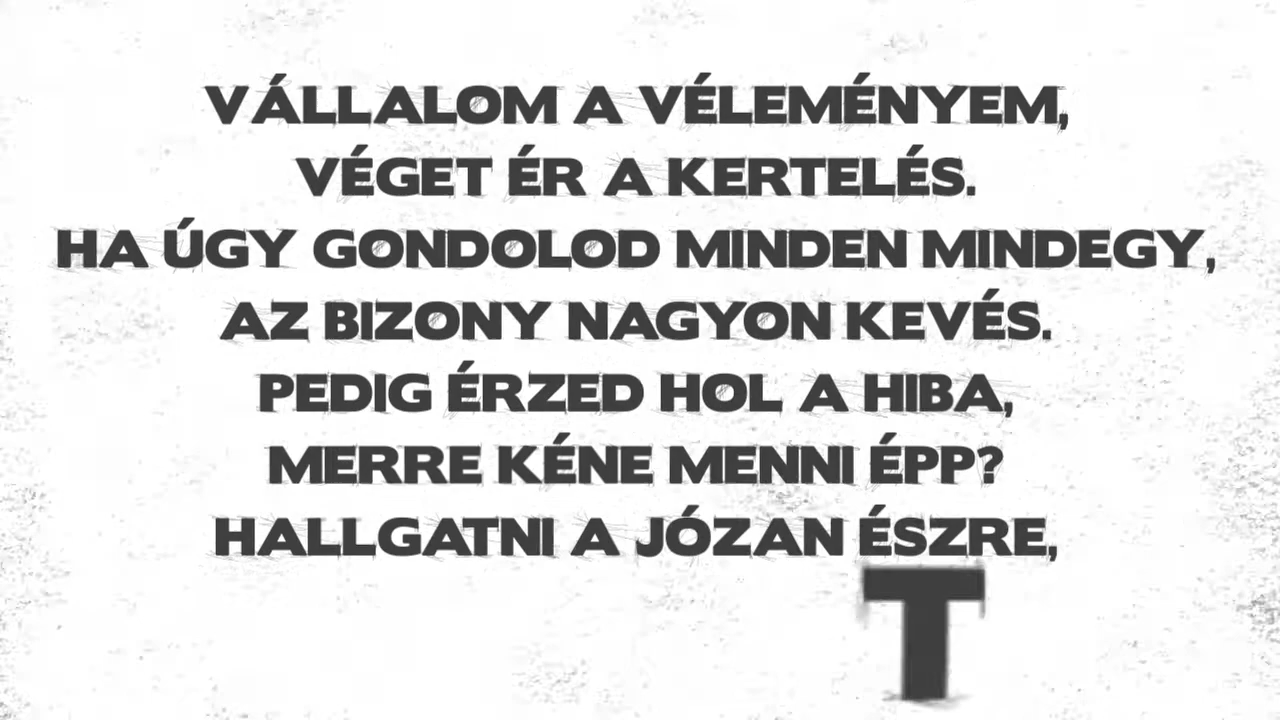 VÁLLALOM A VÉLEMÉNYEM,
VÉGET ÉR A KERTELÉS.
HA ÚGY GONDOLOD MINDEN MINDEGY,
AZ BIZONY NAGYON KEVÉS.
PEDIG ÉRZED HOL A HIBA,
MERRE KÉNE MENNI ÉPP?
HALLGATNI A JÓZAN ÉSZRE,
T